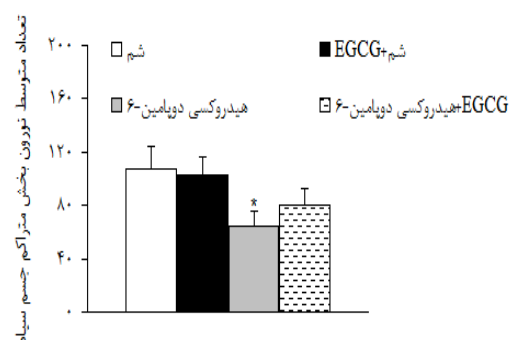 تعداد متوسط نورون بخش متراکم جسم سیاه
۲۰۰
۱۶۰
۱۲۰
۸۰
۴۰
۰
شم
EGCG+شم
۶-هیدروکسی دوپامین
۶-هیدروکسی دوپامین+EGCG
*